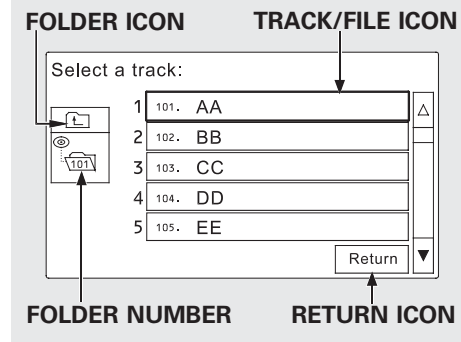 FOLDER ICON TRACK/FILE ICON
Select a track:
1 101. AA
2 102. BB
101
3 103. CC
4 104. DD
5 105. EE
Return
FOLDER NUMBER RETURN ICON